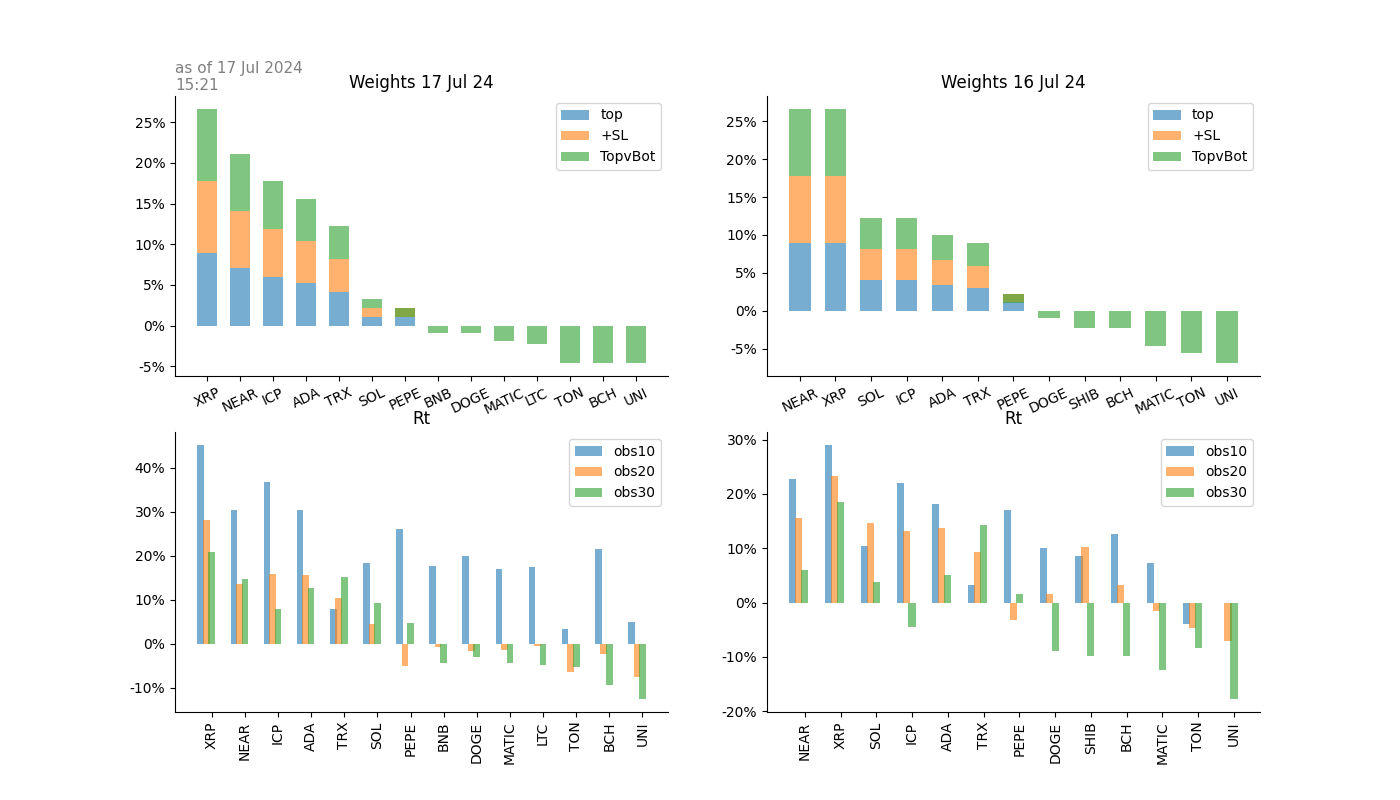 as of 17 Jul 2024
15:21
Weights 17 Jul 24
25%
20%
15%
10%
5%
0%
-5%
top
+SL
TopvBot
XRP NEAR ICP ADA TRX SOL PEPE BNB DOGE MATIC LTC TON BCH UNI
Weights 16 Jul 24
25%
20%
15%
10%
5%
0%
-5%
top
+SL
TopvBot
NEAR XRP SOL ICP ADA TRX PEPE DOGE SHIB BCH MATIC TON UNI
Rt
40%
30%
20%
10%
0%
-10%
obs10
obs20
obs30
XRP NEAR ICP ADA TRX SOL PEPE BNB DOGE MATIC LTC TON BCH UNI
Rt
30%
20%
10%
0%
-10%
-20%
obs10
obs20
obs30
NEAR XRP SOL ICP ADA TRX PEPE DOGE SHIB BCH MATIC TON UNI